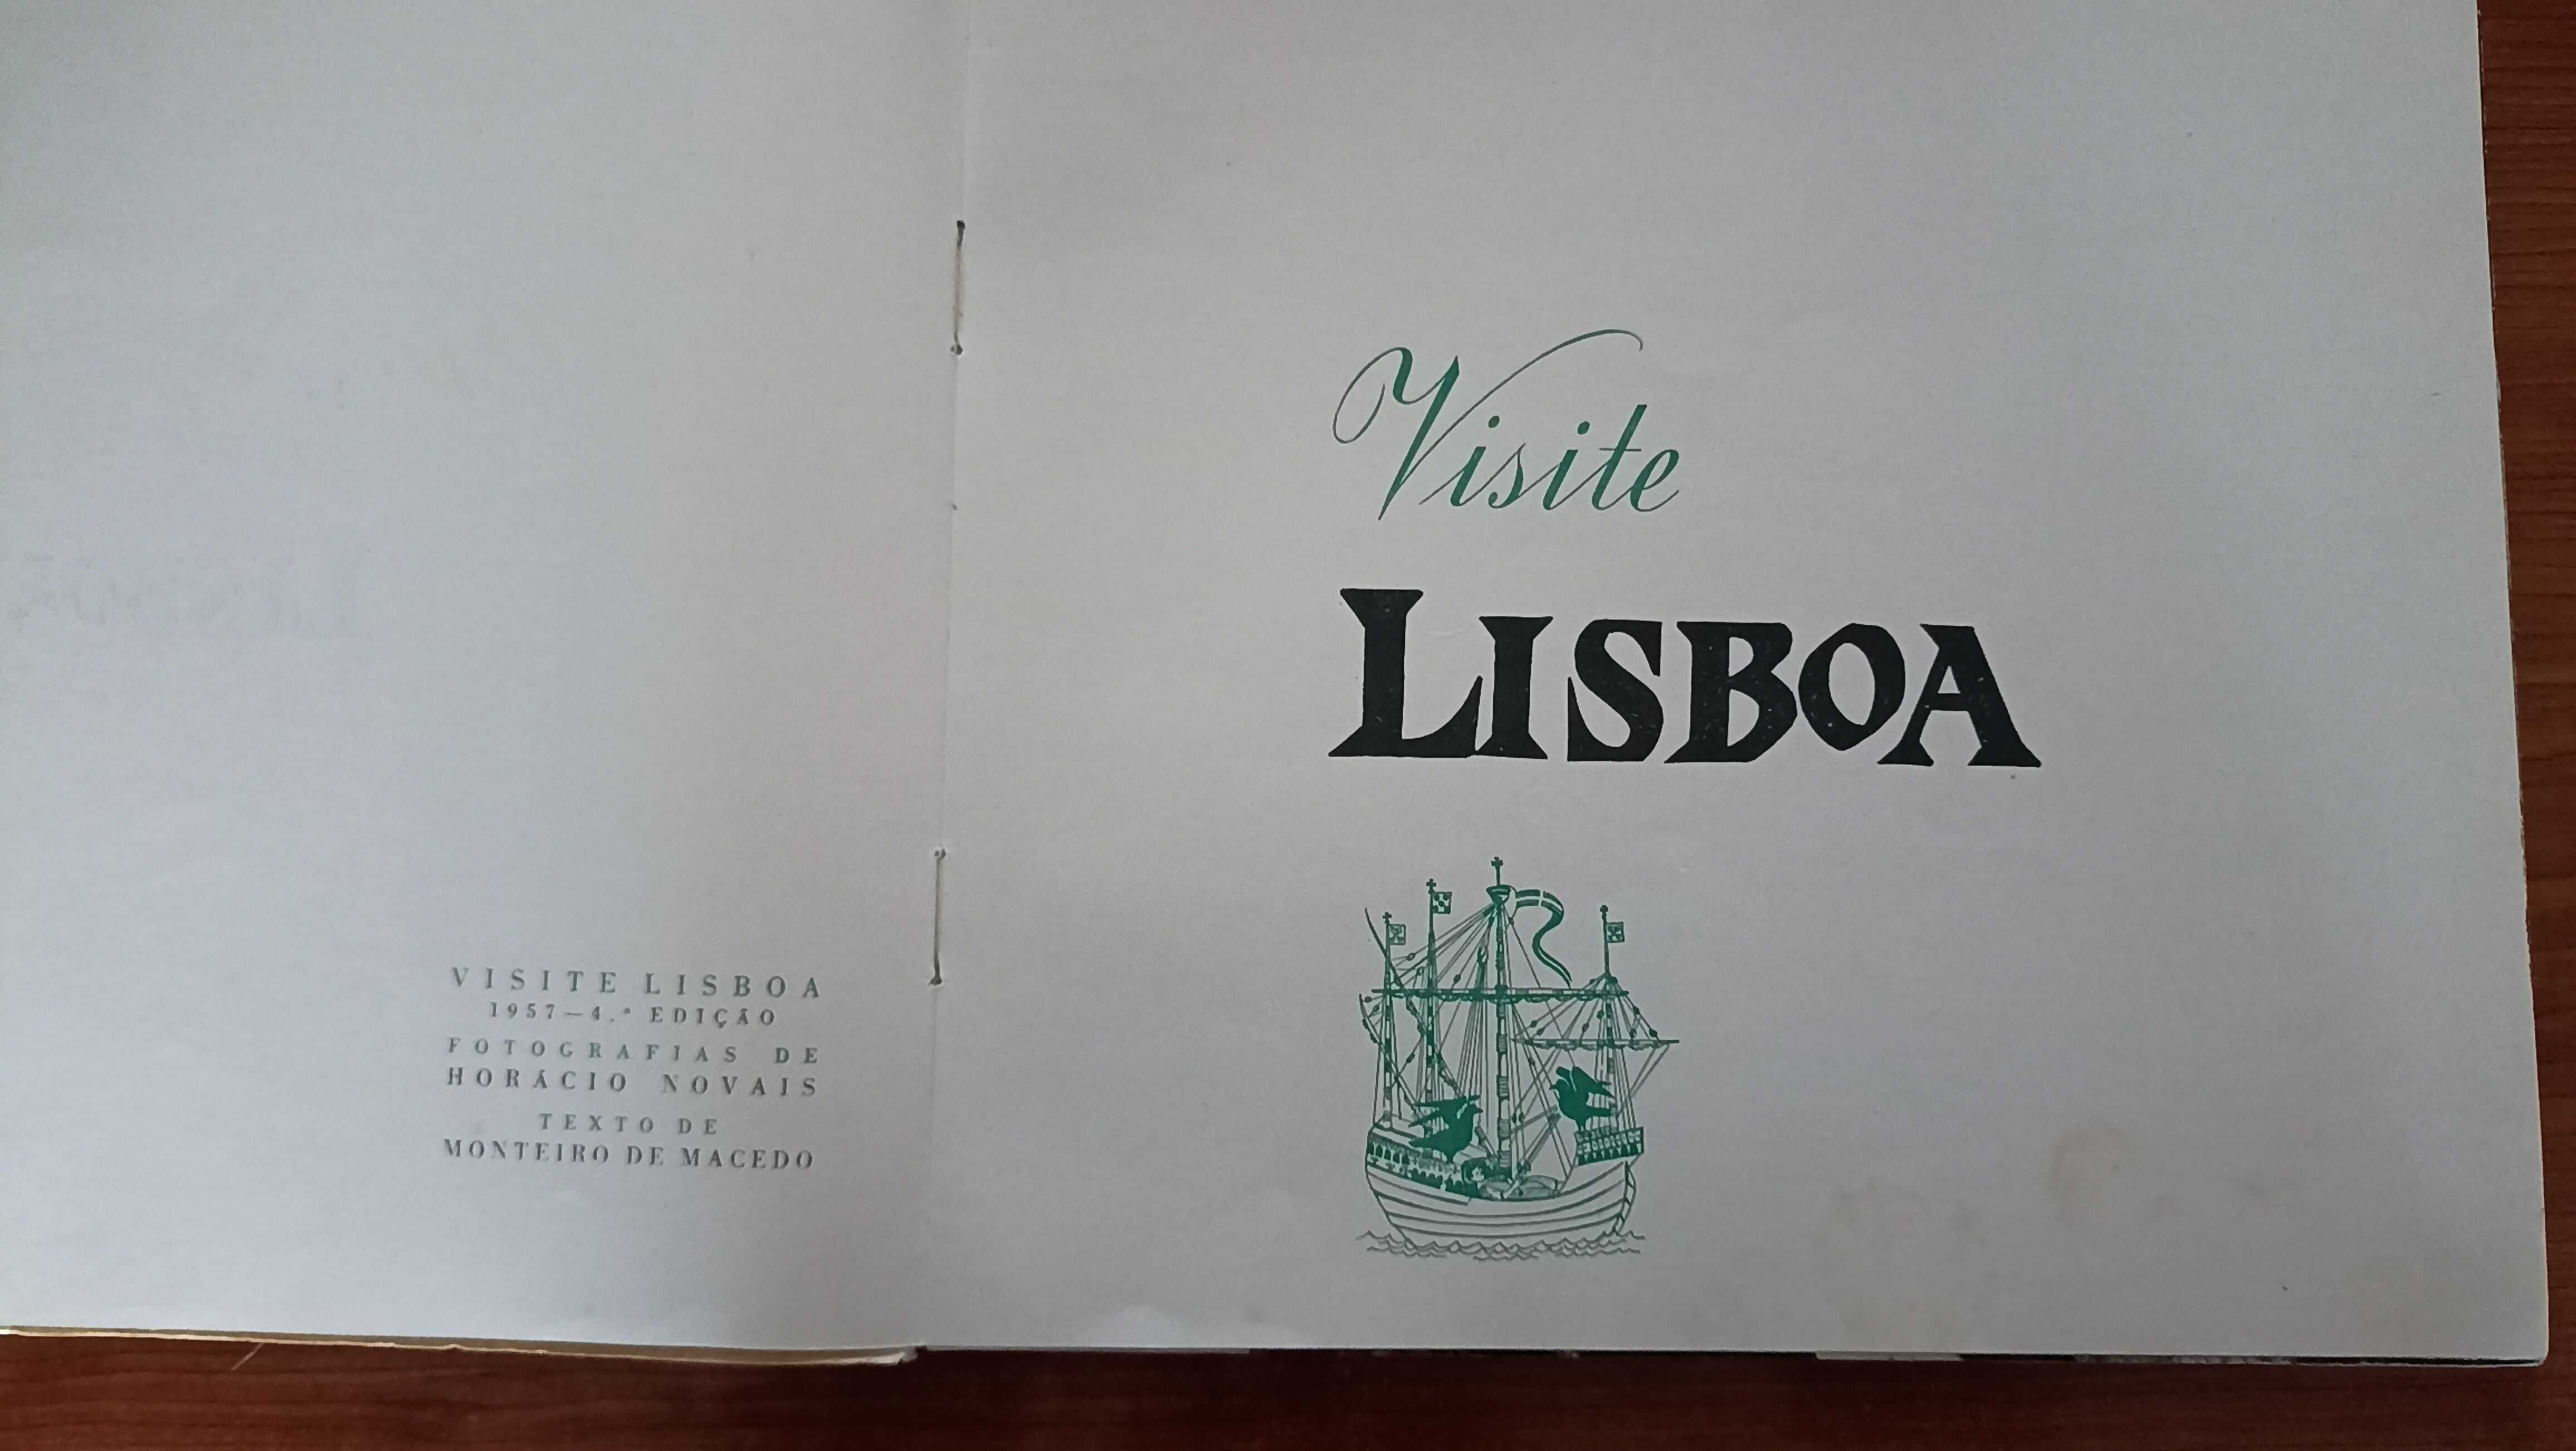 VISITE LISBOA
1957—4.ª EDIÇÃO
FOTOGRAFIAS DE
HORÁCIO NOVAIS
TEXTO DE
MONTEIRO DE MACEDO
Visite
LISBOA